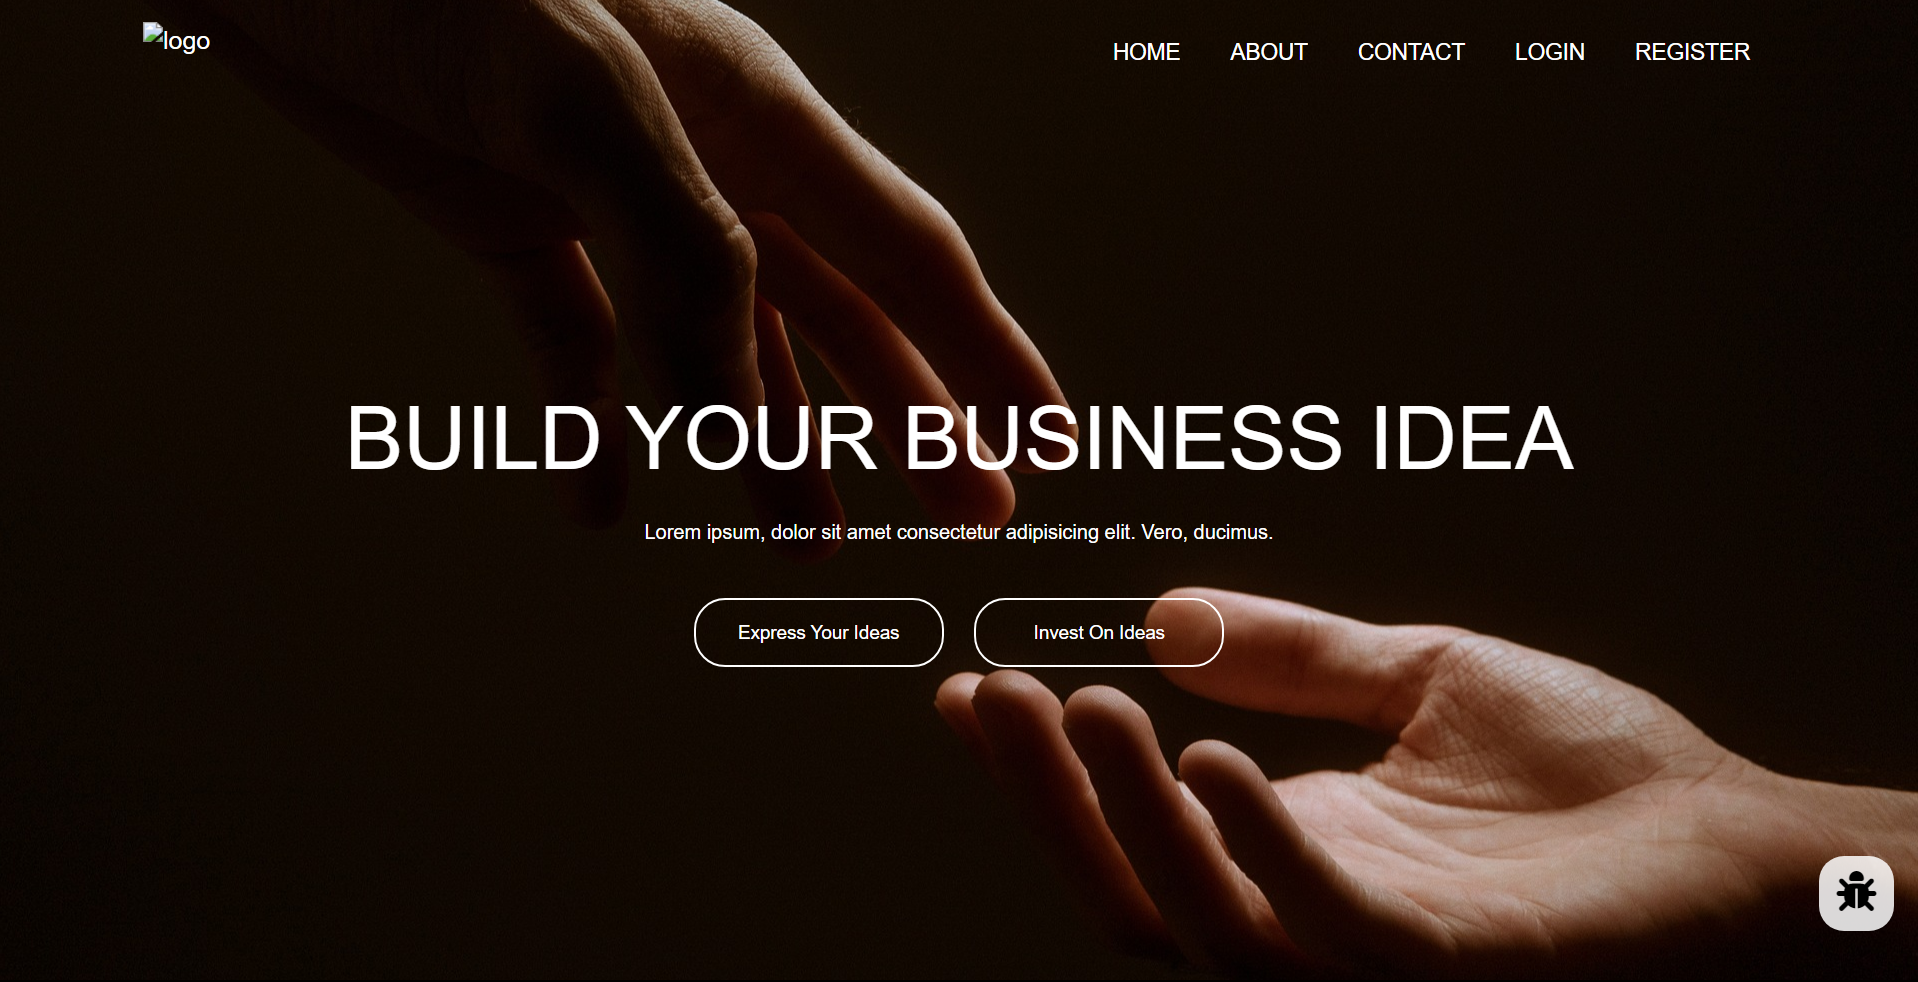 logo
HOME ABOUT CONTACT LOGIN REGISTER
BUILD YOUR BUSINESS IDEA
Lorem ipsum, dolor sit amet consectetur adipisicing elit. Vero, ducimus.
Express Your Ideas Invest On Ideas